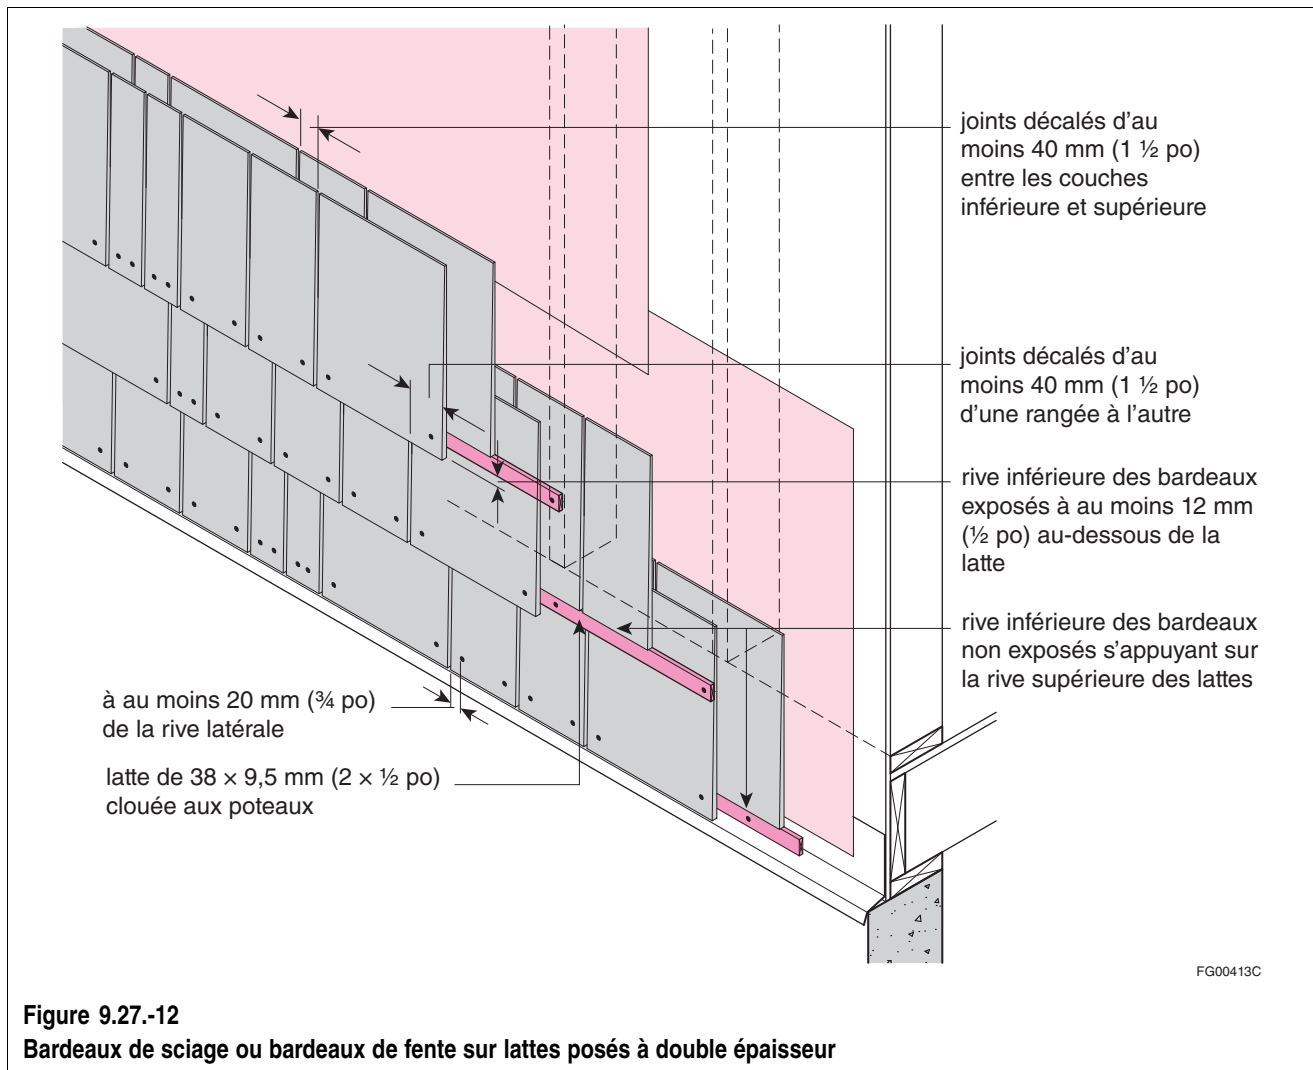 joints décalés d'au
moins 40 mm (1 ½ po)
entre les couches
inférieure et supérieure
joints décalés d'au
moins 40 mm (1 ½ po)
d'une rangée à l'autre
rive inférieure des bardeaux
exposés à au moins 12 mm
(½ po) au-dessous de la
latte
rive inférieure des bardeaux
non exposés s'appuyant sur
la rive supérieure des lattes
à au moins 20 mm (¾ po)
de la rive latérale
latte de 38 × 9,5 mm (2 × ½ po)
clouée aux poteaux
FG00413C
Figure 9.27.-12
Bardeaux de sciage ou bardeaux de fente sur lattes posés à double épaisseur